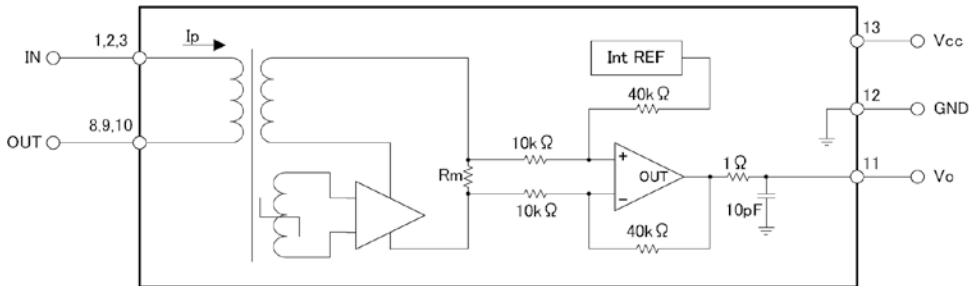 IN
1,2,3
Ip
OUT
8,9,10
Int REF
40kΩ
10kΩ
Rm
10kΩ
+
OUT
−
40kΩ
1Ω
10pF
13
Vcc
12
GND
11
Vo